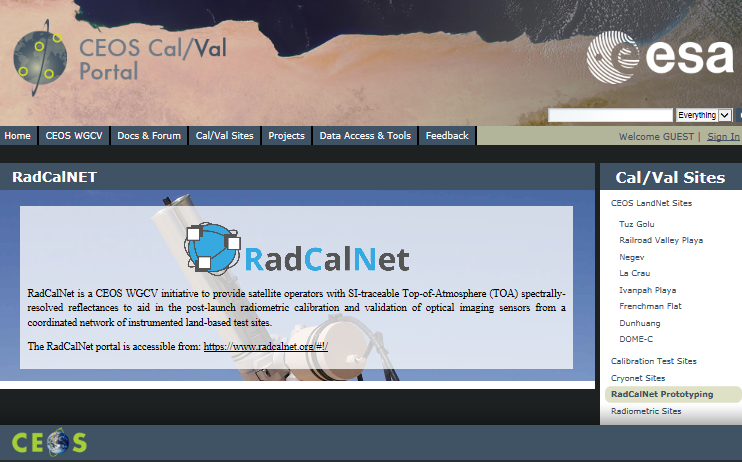 CEOS Cal/Val
Portal
esa
Everything
Home
CEOS WGCV
Docs & Forum
Cal/Val Sites
Projects
Data Access & Tools
Feedback
Welcome GUEST |
Sign In
RadCalNET
RadCalNet
RadCalNet is a CEOS WGCV initiative to provide satellite operators with SI-traceable Top-of-Atmosphere (TOA) spectrally-
resolved reflectances to aid in the post-launch radiometric calibration and validation of optical imaging sensors from a
coordinated network of instrumented land-based test sites.
The RadCalNet portal is accessible from: https://www.radcalnet.org/#!/
Cal/Val Sites
CEOS LandNet Sites
Tuz Golu
Railroad Valley Playa
Negev
La Crau
Ivanpah Playa
Frenchman Flat
Dunhuang
DOME-C
Calibration Test Sites
Cryonet Sites
RadCalNet Prototyping
Radiometric Sites
CEOS